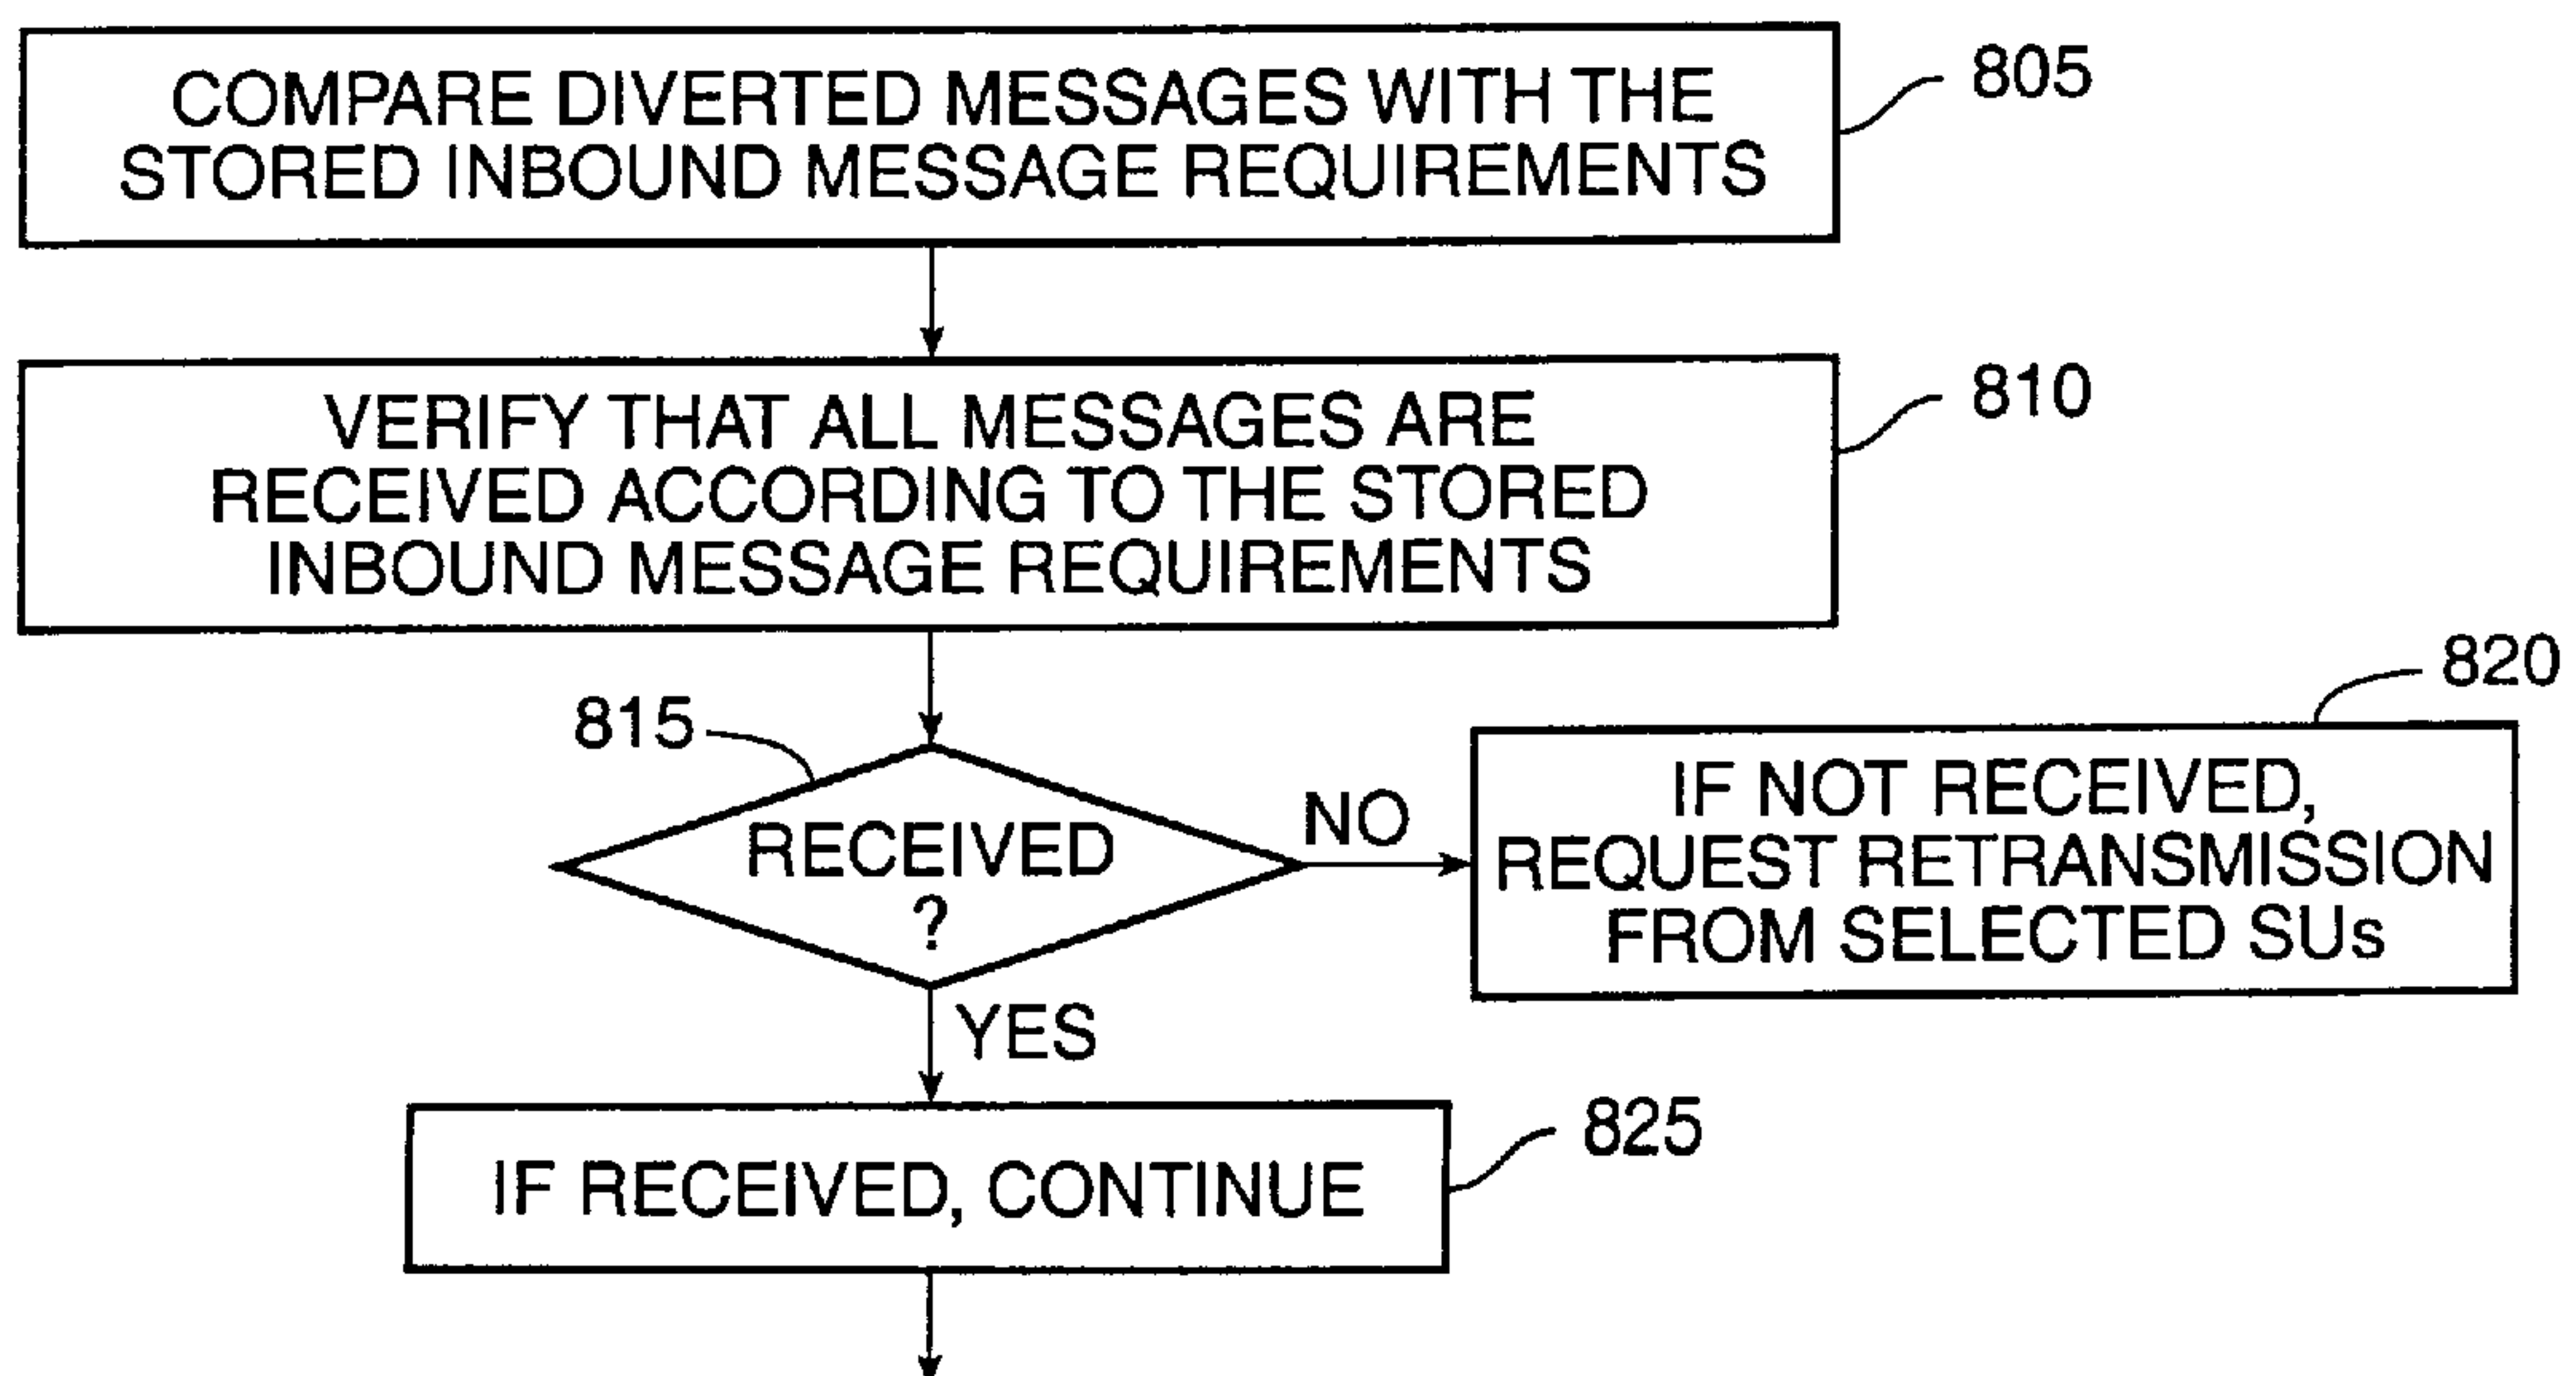 COMPARE DIVERTED MESSAGES WITH THE
STORED INBOUND MESSAGE REQUIREMENTS
805
VERIFY THAT ALL MESSAGES ARE
RECEIVED ACCORDING TO THE STORED
INBOUND MESSAGE REQUIREMENTS
810
815
RECEIVED
?
NO
820
IF NOT RECEIVED,
REQUEST RETRANSMISSION
FROM SELECTED SUs
YES
IF RECEIVED, CONTINUE
825